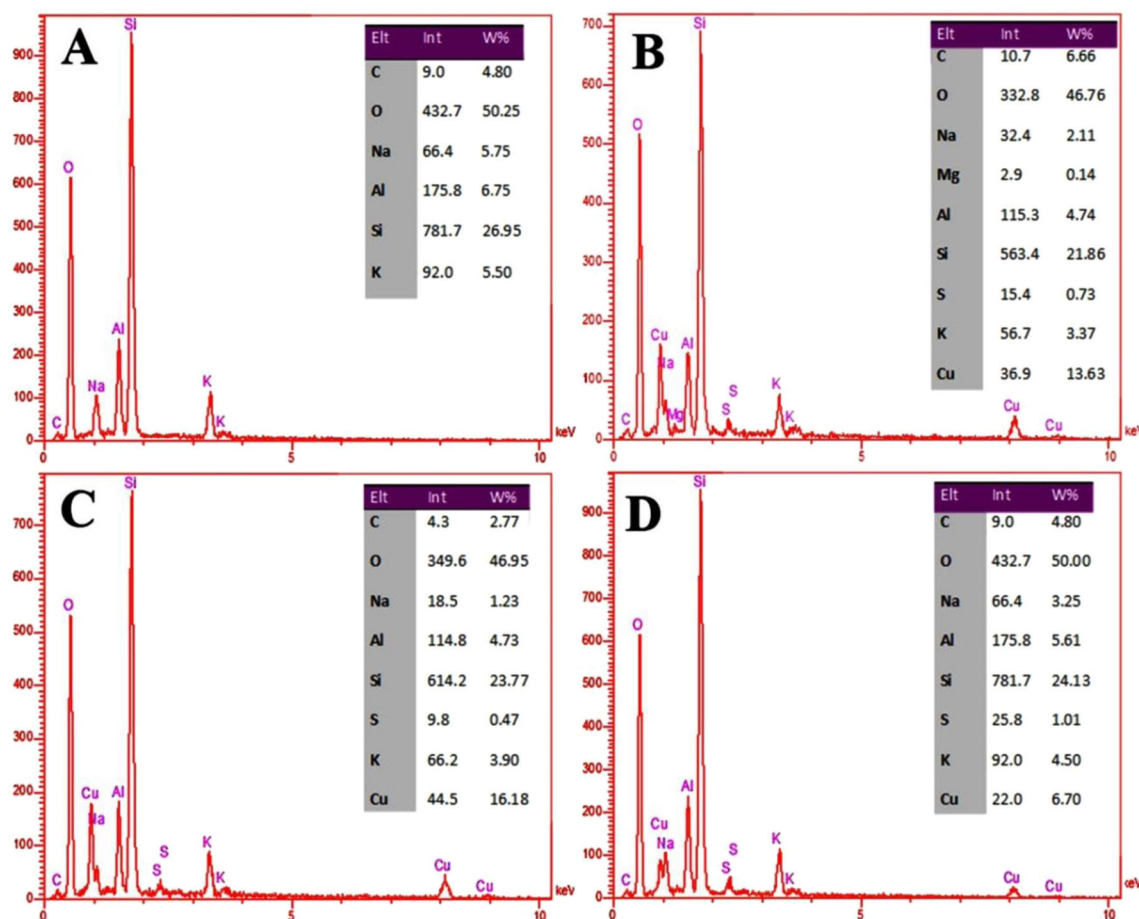 A
Si
Elt Int W%
C 9.0 4.80
O 432.7 50.25
Na 66.4 5.75
Al 175.8 6.75
Si 781.7 26.95
K 92.0 5.50
900
800
700
600
500
400
300
200
100
0
O
C
Na
Al
K
K
0 5 10
keV
B
Si
Elt Int W%
C 10.7 6.66
O 332.8 46.76
Na 32.4 2.11
Mg 2.9 0.14
Al 115.3 4.74
Si 563.4 21.86
S 15.4 0.73
K 56.7 3.37
Cu 36.9 13.63
700
600
500
400
300
200
100
0
O
C
Cu
Na
Mg
Al
S
S
K
K
Cu
Cu
0 5 10
keV
C
Si
Elt Int W%
C 4.3 2.77
O 349.6 46.95
Na 18.5 1.23
Al 114.8 4.73
Si 614.2 23.77
S 9.8 0.47
K 66.2 3.90
Cu 44.5 16.18
700
600
500
400
300
200
100
0
O
C
Cu
Na
Al
S
S
K
K
Cu
Cu
0 5 10
keV
D
Si
Elt Int W%
C 9.0 4.80
O 432.7 50.00
Na 66.4 3.25
Al 175.8 5.61
Si 781.7 24.13
S 25.8 1.01
K 92.0 4.50
Cu 22.0 6.70
900
800
700
600
500
400
300
200
100
0
O
C
Cu
Na
Al
S
S
K
K
Cu
Cu
0 5 10
keV